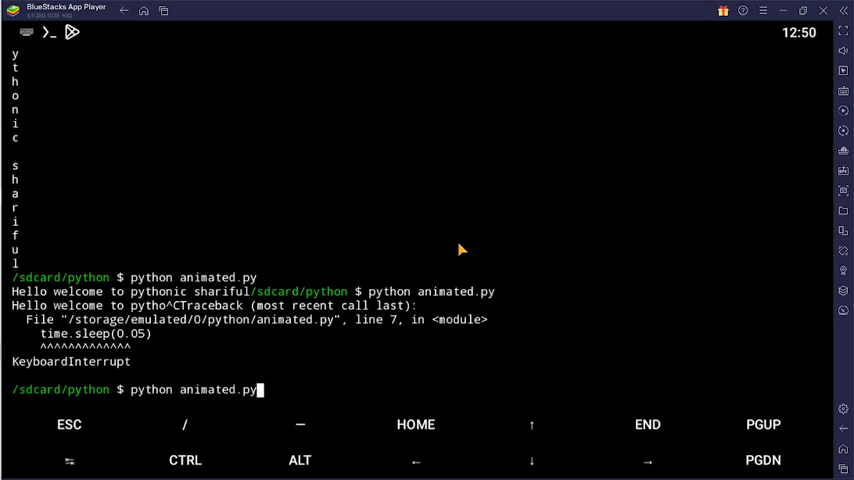 BlueStacks App Player
12:50
y
t
h
o
n
i
c
s
h
a
r
i
f
u
l
/sdcard/python $ python animated.py
Hello welcome to pythonic shariful/sdcard/python $ python animated.py
Hello welcome to pytho^CTraceback (most recent call last):
File "/storage/emulated/0/python/animated.py", line 7, in <module>
time.sleep(0.05)
^^^^^^^^^^^^^^^^
KeyboardInterrupt
/sdcard/python $ python animated.py
ESC / — HOME ↑ END PGUP
CTRL ALT ← ↓ → PGDN